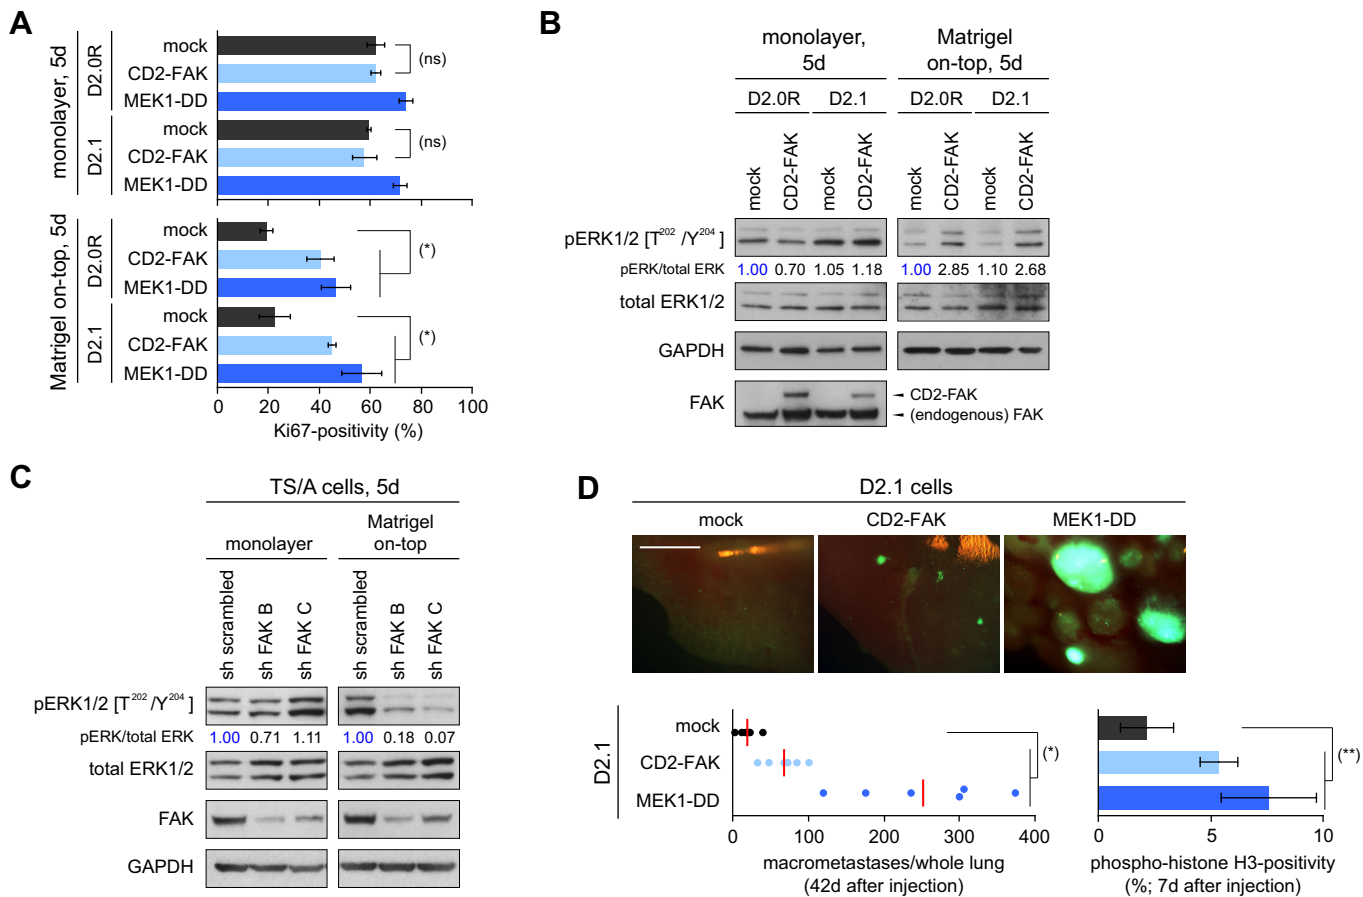 A
monolayer, 5d
D2.0R
mock
CD2-FAK
MEK1-DD
(ns)
D2.1
mock
CD2-FAK
MEK1-DD
(ns)
Matrigel on-top, 5d
D2.0R
mock
CD2-FAK
MEK1-DD
(*)
D2.1
mock
CD2-FAK
MEK1-DD
(*)
0 20 40 60 80 100
Ki67-positivity (%)
B
monolayer,
5d
Matrigel
on-top, 5d
D2.0R D2.1 D2.0R D2.1
mock CD2-FAK mock CD2-FAK mock CD2-FAK mock CD2-FAK
pERK1/2 [T202 /Y204 ]
pERK/total ERK 1.00 0.70 1.05 1.18 1.00 2.85 1.10 2.68
total ERK1/2
GAPDH
FAK
CD2-FAK
(endogenous) FAK
C
TS/A cells, 5d
monolayer
Matrigel
on-top
sh scrambled sh FAK B sh FAK C sh scrambled sh FAK B sh FAK C
pERK1/2 [T202 /Y204 ]
pERK/total ERK 1.00 0.71 1.11 1.00 0.18 0.07
total ERK1/2
FAK
GAPDH
D
D2.1 cells
mock CD2-FAK MEK1-DD
D2.1
mock
CD2-FAK
MEK1-DD
(*)
0 100 200 300 400
macrometastases/whole lung
(42d after injection)
(**)
0 5 10
phospho-histone H3-positivity
(%; 7d after injection)